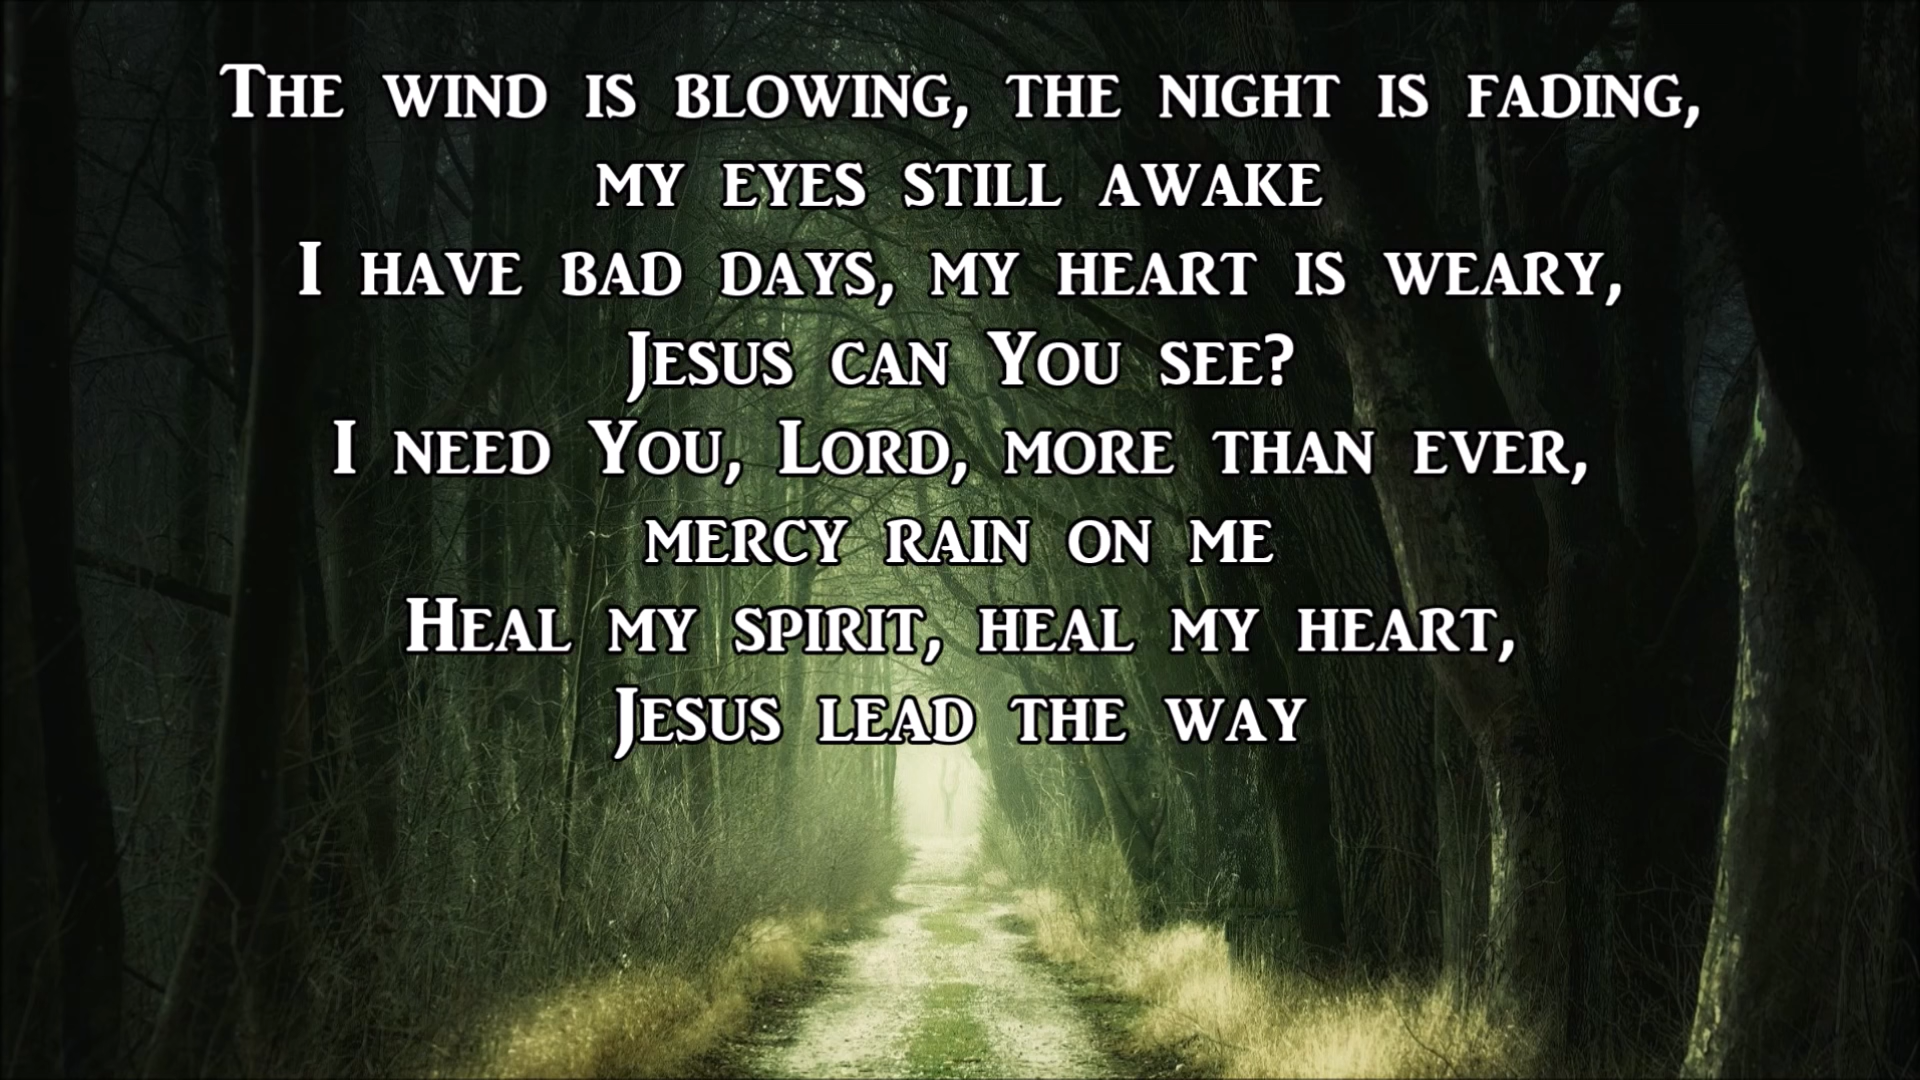 The wind is blowing, the night is fading,
my eyes still awake
I have bad days, my heart is weary,
Jesus can You see?
I need You, Lord, more than ever,
mercy rain on me
Heal my spirit, heal my heart,
Jesus lead the way